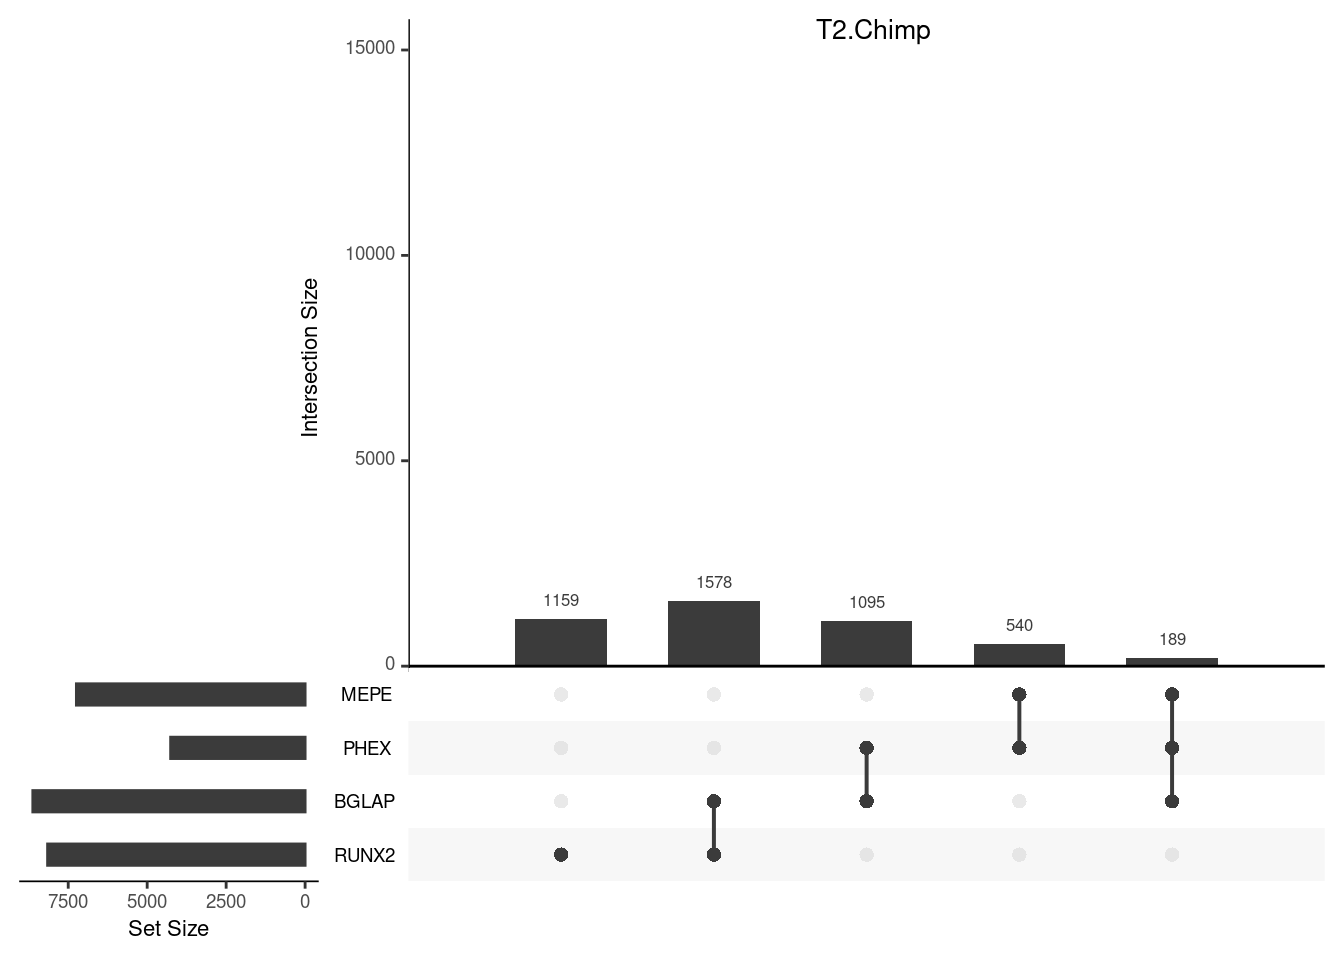 T2.Chimp
15000
10000
5000
0
Intersection Size
1159
1578
1095
540
189
MEPE
PHEX
BGLAP
RUNX2
7500 5000 2500 0
Set Size